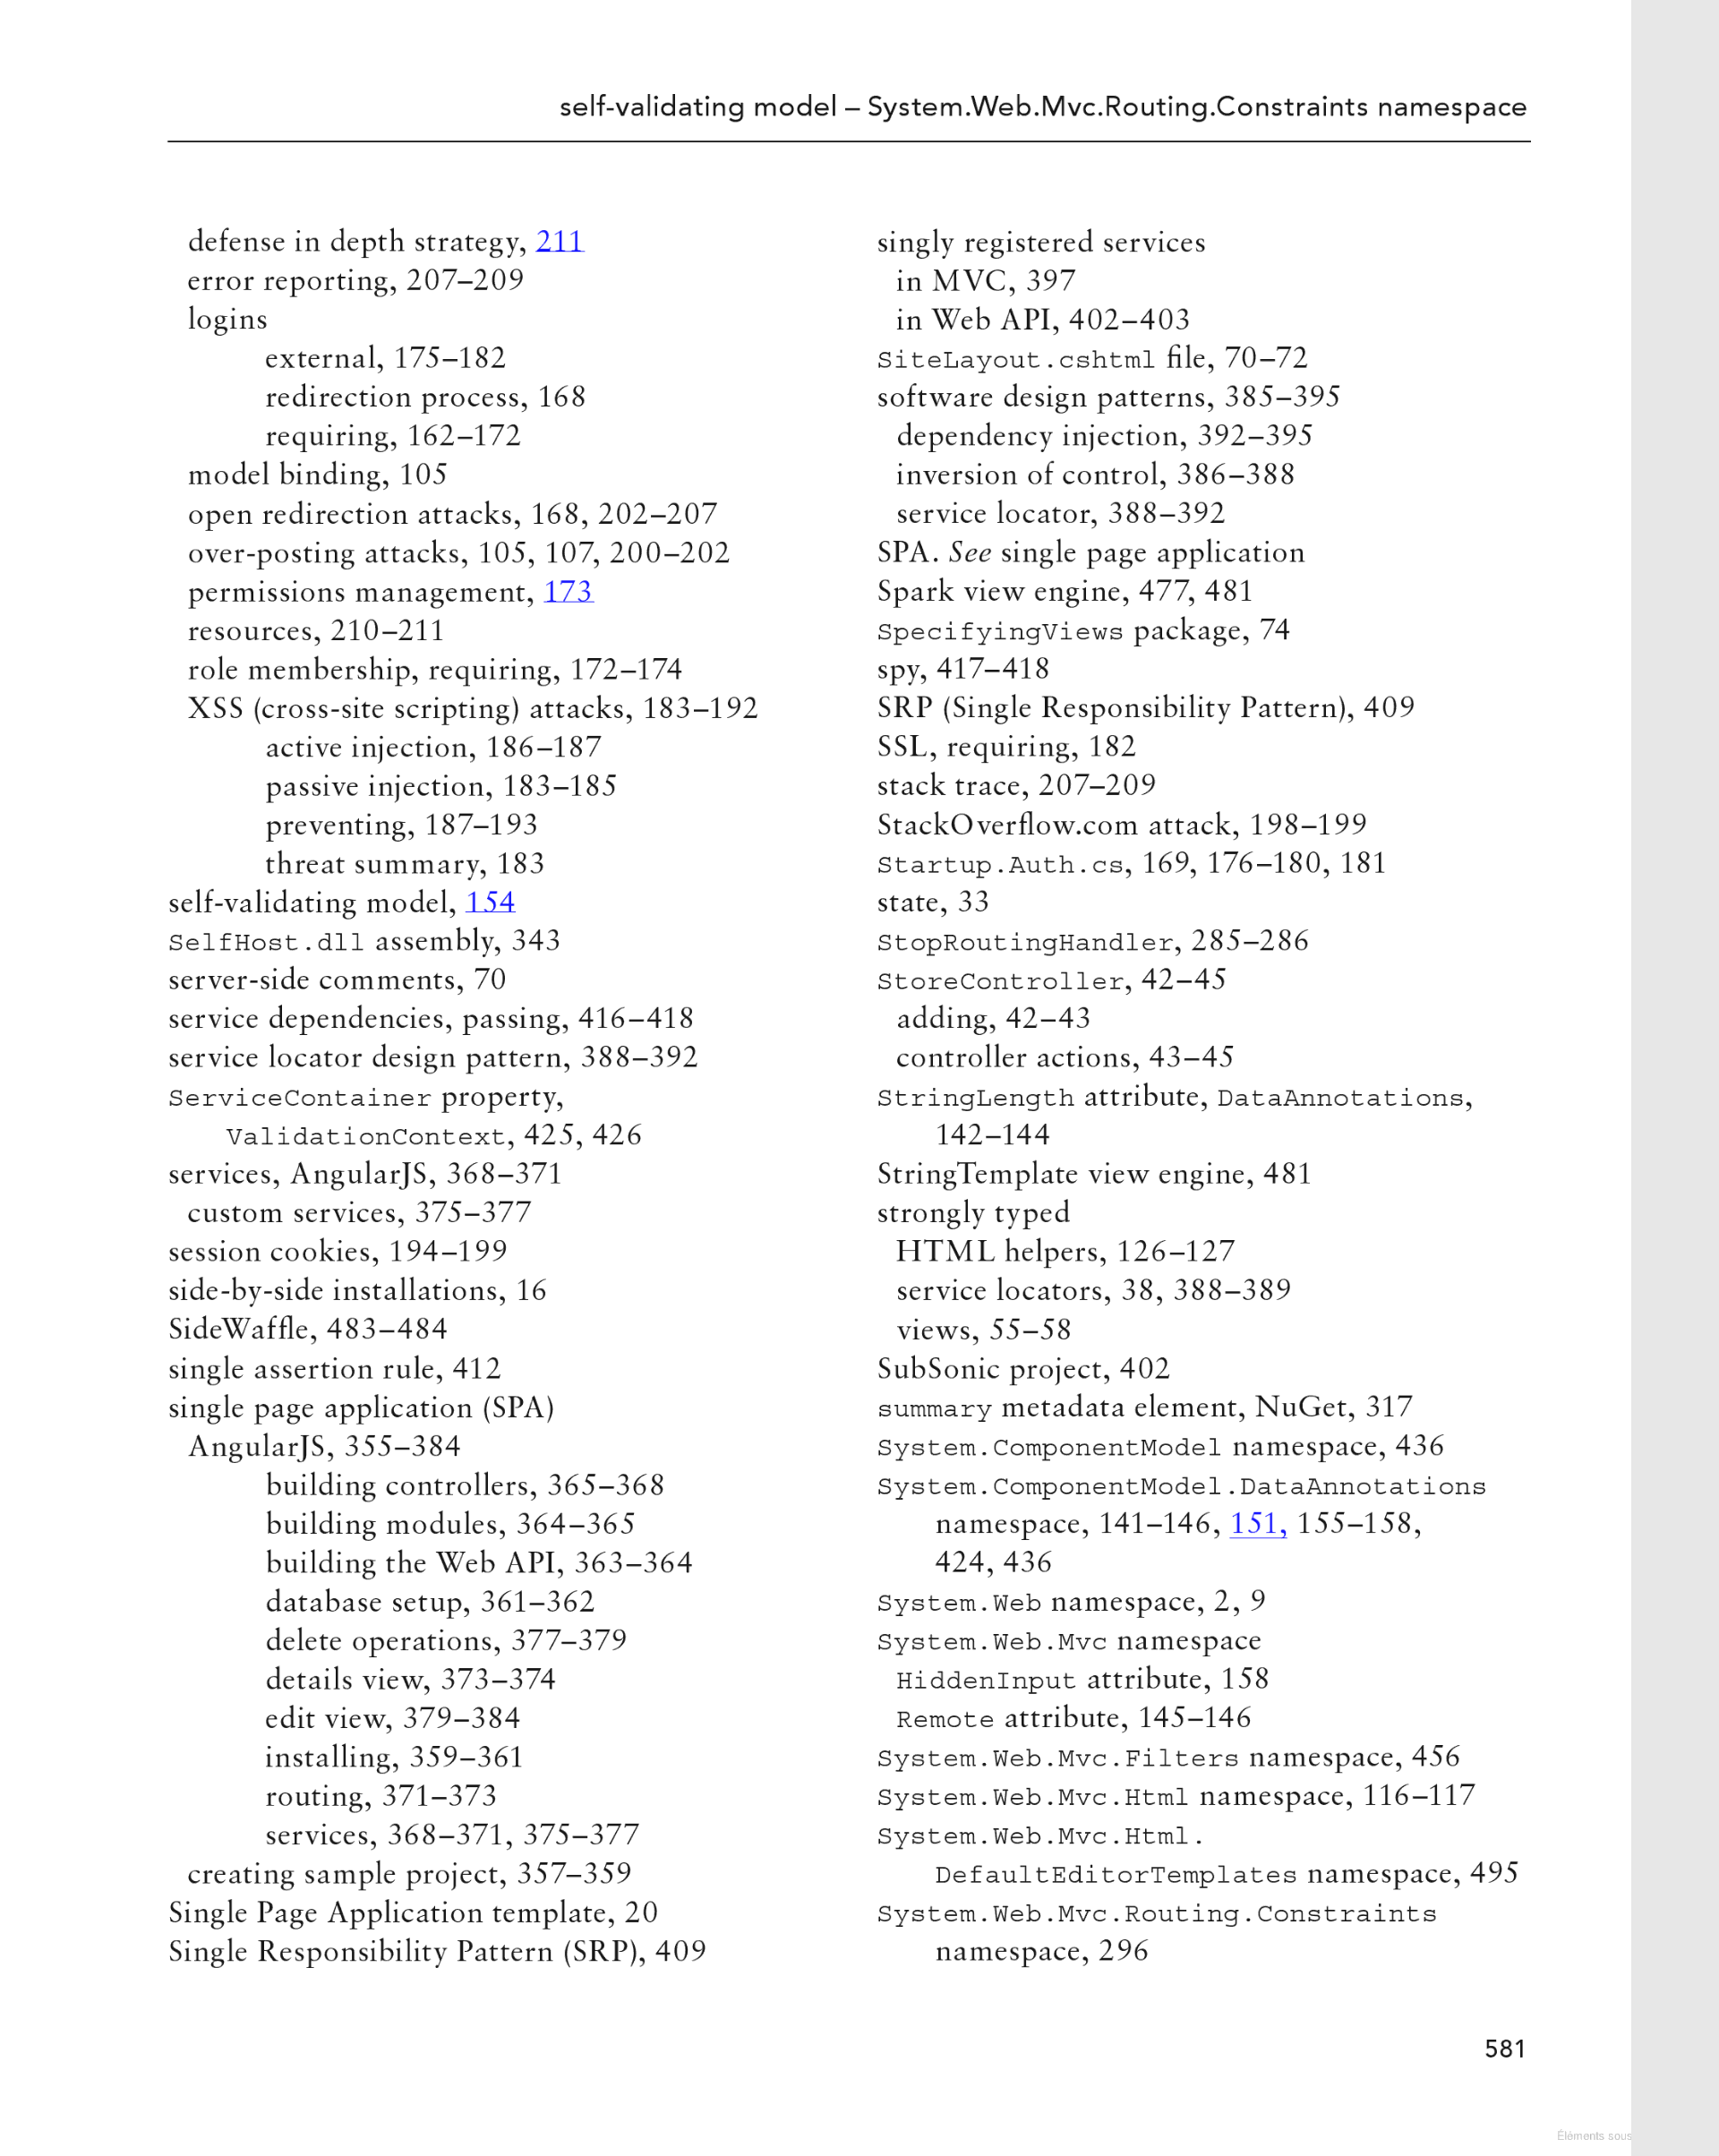 self-validating model – System.Web.Mvc.Routing.Constraints namespace
defense in depth strategy, 211
error reporting, 207–209
logins
external, 175–182
redirection process, 168
requiring, 162–172
model binding, 105
open redirection attacks, 168, 202–207
over-posting attacks, 105, 107, 200–202
permissions management, 173
resources, 210–211
role membership, requiring, 172–174
XSS (cross-site scripting) attacks, 183–192
active injection, 186–187
passive injection, 183–185
preventing, 187–193
threat summary, 183
self-validating model, 154
SelfHost.dll assembly, 343
server-side comments, 70
service dependencies, passing, 416–418
service locator design pattern, 388–392
ServiceContainer property,
ValidationContext, 425, 426
services, AngularJS, 368–371
custom services, 375–377
session cookies, 194–199
side-by-side installations, 16
SideWaffle, 483–484
single assertion rule, 412
single page application (SPA)
AngularJS, 355–384
building controllers, 365–368
building modules, 364–365
building the Web API, 363–364
database setup, 361–362
delete operations, 377–379
details view, 373–374
edit view, 379–384
installing, 359–361
routing, 371–373
services, 368–371, 375–377
creating sample project, 357–359
Single Page Application template, 20
Single Responsibility Pattern (SRP), 409
singly registered services
in MVC, 397
in Web API, 402–403
SiteLayout.cshtml file, 70–72
software design patterns, 385–395
dependency injection, 392–395
inversion of control, 386–388
service locator, 388–392
SPA. See single page application
Spark view engine, 477, 481
SpecifyingViews package, 74
spy, 417–418
SRP (Single Responsibility Pattern), 409
SSL, requiring, 182
stack trace, 207–209
StackOverflow.com attack, 198–199
Startup.Auth.cs, 169, 176–180, 181
state, 33
StopRoutingHandler, 285–286
StoreController, 42–45
adding, 42–43
controller actions, 43–45
StringLength attribute, DataAnnotations,
142–144
StringTemplate view engine, 481
strongly typed
HTML helpers, 126–127
service locators, 38, 388–389
views, 55–58
SubSonic project, 402
summary metadata element, NuGet, 317
System.ComponentModel namespace, 436
System.ComponentModel.DataAnnotations
namespace, 141–146, 151, 155–158,
424, 436
System.Web namespace, 2, 9
System.Web.Mvc namespace
HiddenInput attribute, 158
Remote attribute, 145–146
System.Web.Mvc.Filters namespace, 456
System.Web.Mvc.Html namespace, 116–117
System.Web.Mvc.Html.
DefaultEditorTemplates namespace, 495
System.Web.Mvc.Routing.Constraints
namespace, 296
581
Éléments sous